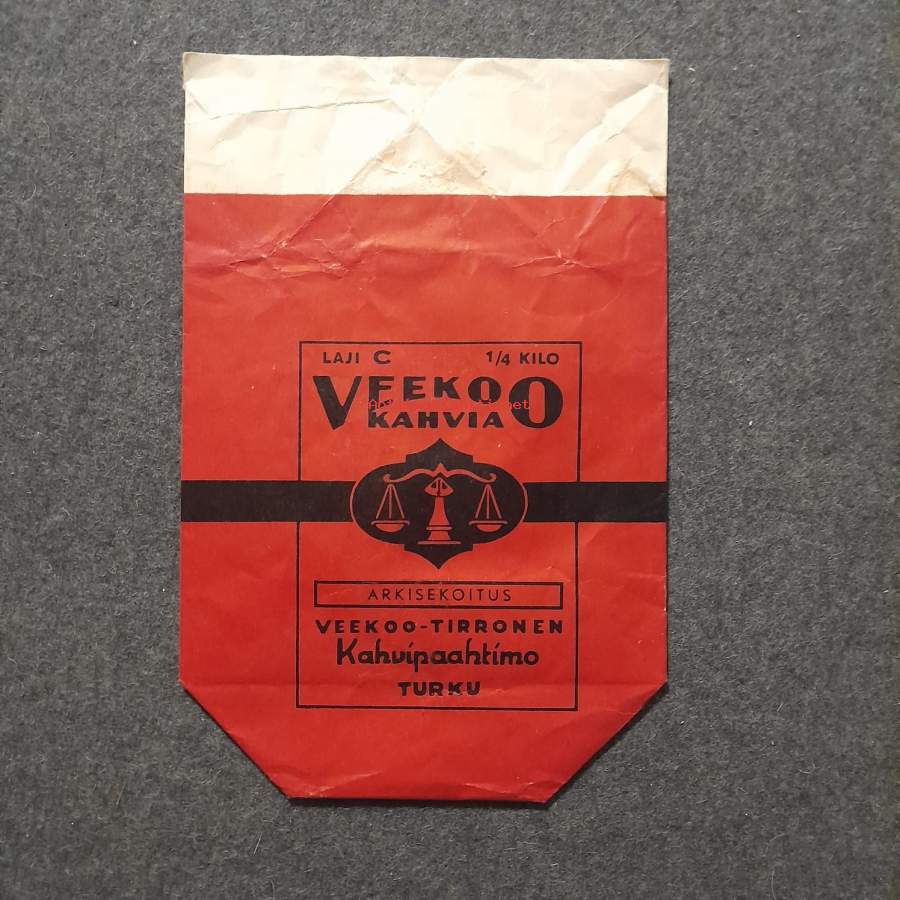 LAJI C 1/4 KILO
VEEKOO
KAHVIA
ARKISEKOITUS
VEEKOO-TIRRONEN
Kahvipaahtimo
TURKU